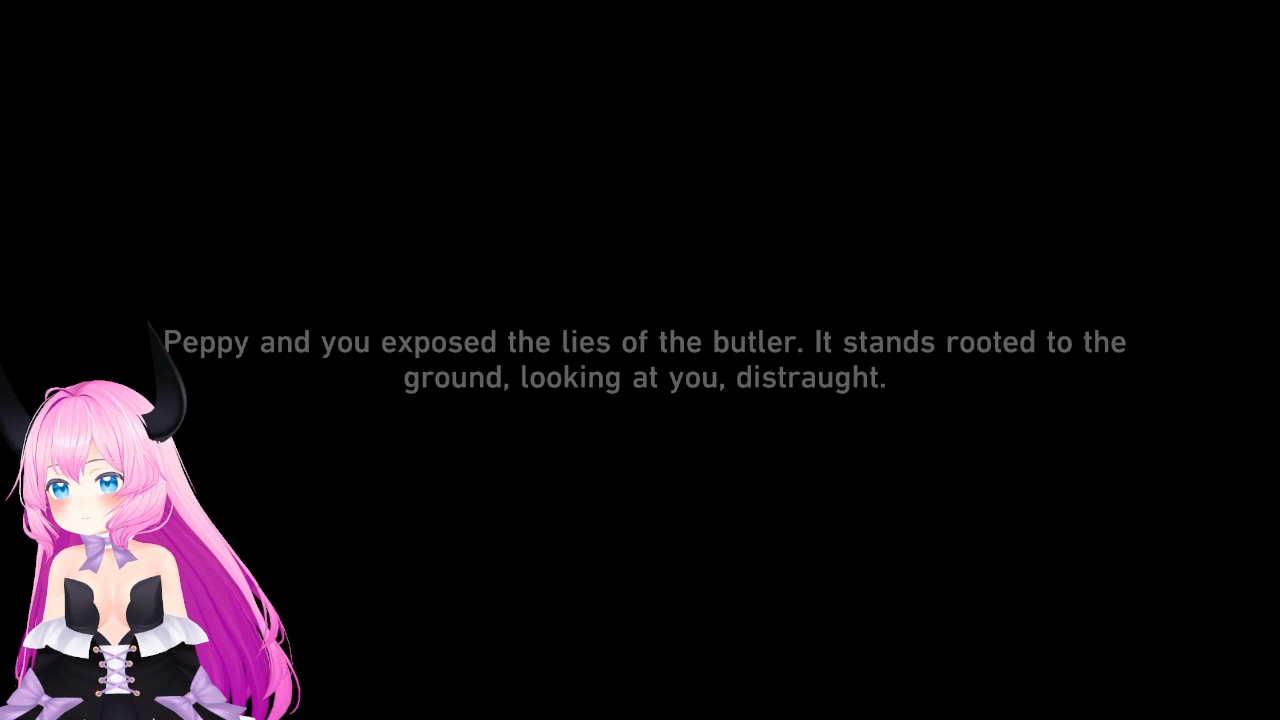 Peppy and you exposed the lies of the butler. It stands rooted to the
ground, looking at you, distraught.